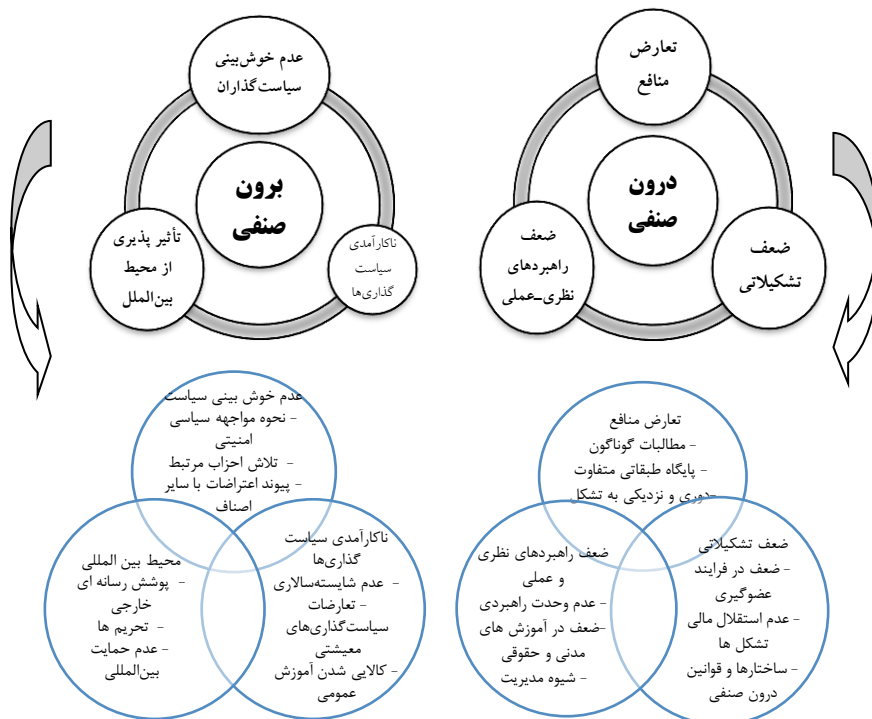 تعارض
منافع
درون
صنفی
ضعف
تشکیلاتی
ضعف
راهبردهای
نظری-عملی
عدم خوش‌بینی
سیاست‌گذاران
برون
صنفی
ناکارآمدی
سیاست
گذاری‌ها
تأثیر پذیری
از محیط
بین‌الملل
تعارض منافع
- مطالبات گوناگون
- پایگاه طبقاتی متفاوت
-دوری و نزدیکی به تشکل
ضعف تشکیلاتی
- ضعف در فرایند
عضوگیری
- عدم استقلال مالی
تشکل ها
- ساختارها و قوانین
درون صنفی
ضعف راهبردهای نظری
و عملی
- عدم وحدت راهبردی
-ضعف در آموزش های
مدنی و حقوقی
- شیوه مدیریت
عدم خوش بینی سیاست
- نحوه مواجهه سیاسی
امنیتی
- تلاش احزاب مرتبط
- پیوند اعتراضات با سایر
اصناف
ناکارآمدی سیاست
گذاری‌ها
- عدم شایسته‌سالاری
- تعارضات
سیاست‌گذاری‌های
معیشتی
- کالایی شدن آموزش
عمومی
محیط بین المللی
- پوشش رسانه ای
خارجی
- تحریم ها
- عدم حمایت
بین‌المللی